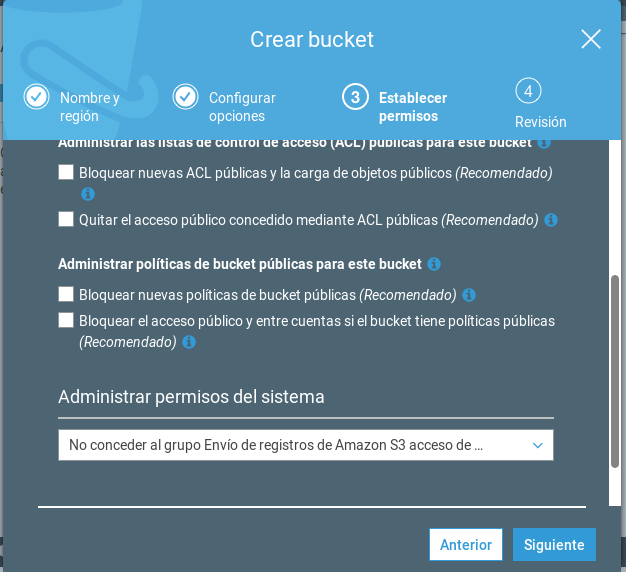 Crear bucket
Nombre y
región
Configurar
opciones
3
Establecer
permisos
4
Revisión
Administrar las listas de control de acceso (ACL) públicas para este bucket
Bloquear nuevas ACL públicas y la carga de objetos públicos (Recomendado)
Quitar el acceso público concedido mediante ACL públicas (Recomendado)
Administrar políticas de bucket públicas para este bucket
Bloquear nuevas políticas de bucket públicas (Recomendado)
Bloquear el acceso público y entre cuentas si el bucket tiene políticas públicas
(Recomendado)
Administrar permisos del sistema
No conceder al grupo Envío de registros de Amazon S3 acceso de ...
Anterior
Siguiente